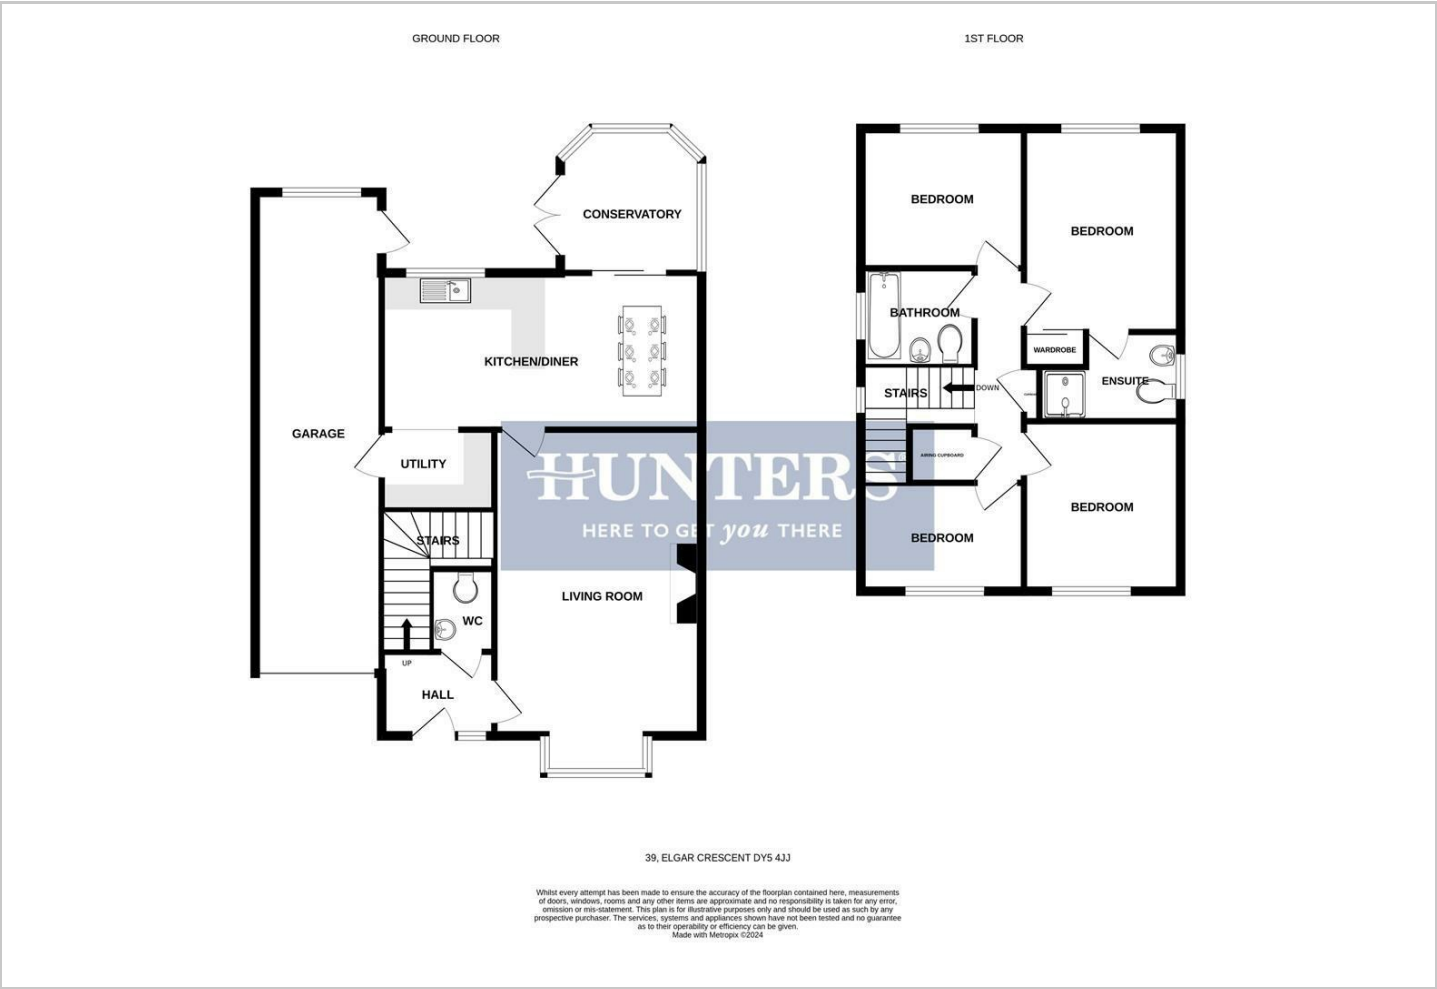 GROUND FLOOR
1ST FLOOR
CONSERVATORY
KITCHEN/DINER
GARAGE
UTILITY
STAIRS
WC
UP
HALL
LIVING ROOM
BEDROOM
BEDROOM
BATHROOM
WARDROBE
ENSUITE
STAIRS
DOWN
AIRING CUPBOARD
BEDROOM
BEDROOM
HUNTERS
HERE TO GET you THERE
39, ELGAR CRESCENT DY5 4JJ
Whilst every attempt has been made to ensure the accuracy of the floorplan contained here, measurements
of doors, windows, rooms and any other items are approximate and no responsibility is taken for any error,
omission or mis-statement. This plan is for illustrative purposes only and should be used as such by any
prospective purchaser. The services, systems and appliances shown have not been tested and no guarantee
as to their operability or efficiency can be given.
Made with Metropix ©2024